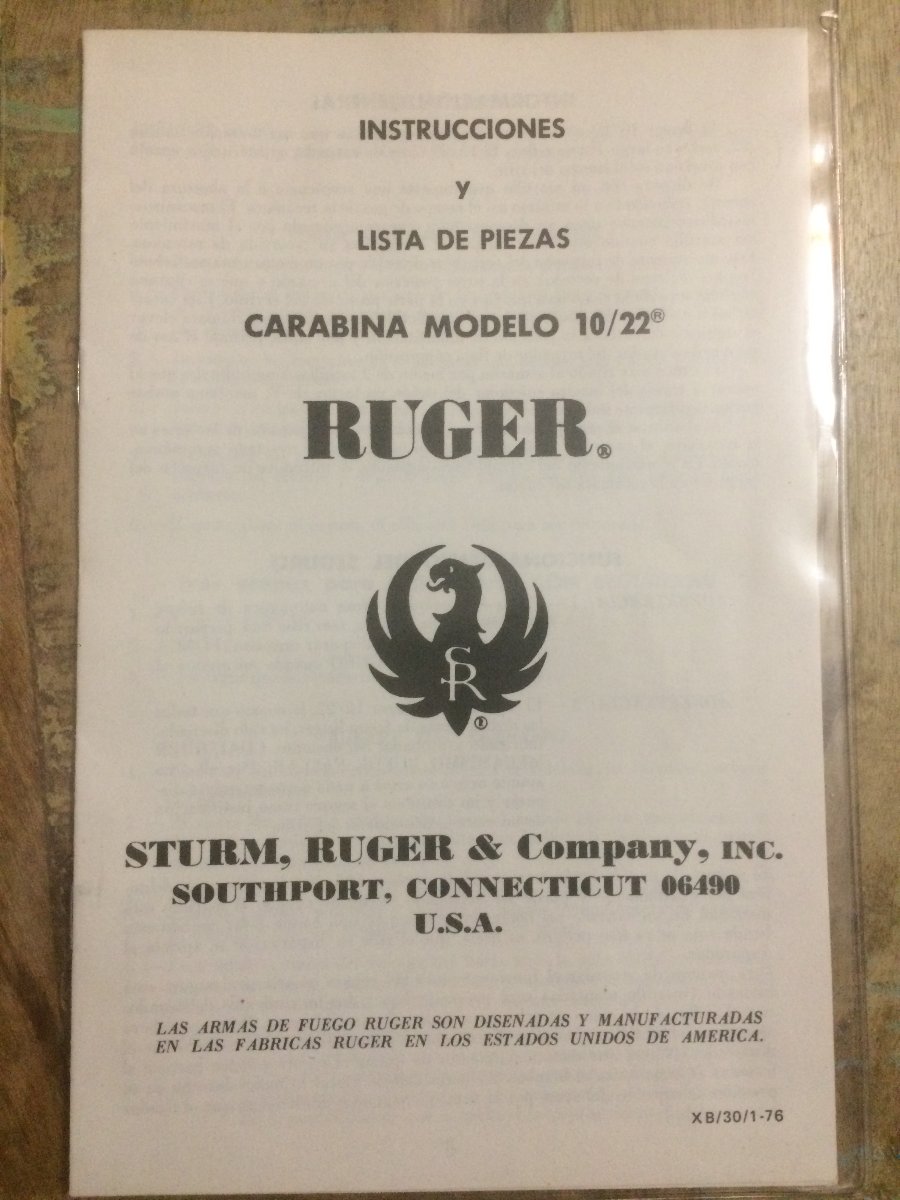 INSTRUCCIONES
y
LISTA DE PIEZAS
CARABINA MODELO 10/22®
RUGER®
SR®
STURM, RUGER & Company, INC.
SOUTHPORT, CONNECTICUT 06490
U.S.A.
LAS ARMAS DE FUEGO RUGER SON DISENADAS Y MANUFACTURADAS
EN LAS FABRICAS RUGER EN LOS ESTADOS UNIDOS DE AMERICA.
XB/30/1-76